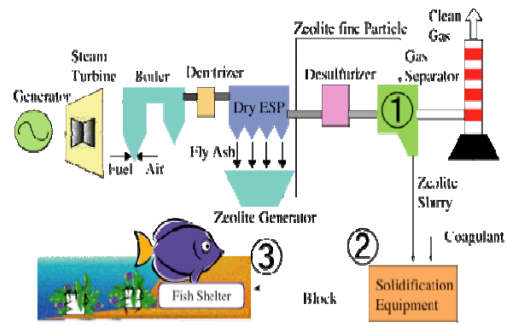 Clean
Gas
Zeolite fine Particle
Steam
Turbine
Boiler
Denitrizer
Desulfurizer
Gas
Separator
Generator
Dry ESP
①
Fuel
Air
Fly Ash
Zeolite Generator
Zeolite
Slurry
③
②
Coagulant
Fish Shelter
Block
Solidification
Equipment